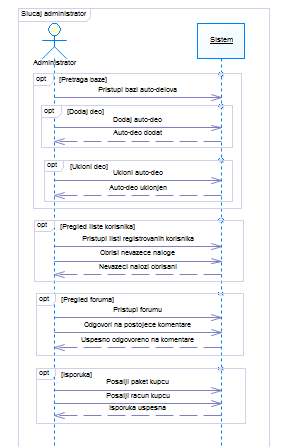 Slucaj administrator
Sistem
Administrator
opt [Pretraga baze]
Pristupi bazi auto-delova
opt [Dodaj deo]
Dodaj auto-deo
Auto-deo dodat
opt [Ukloni deo]
Ukloni auto-deo
Auto-deo uklonjen
opt [Pregled liste korisnika]
Pristupi listi registrovanih korisnika
Obrisi nevazece naloge
Nevazeci nalozi obrisani
opt [Pregled foruma]
Pristupi forumu
Odgovori na postojece komentare
Uspesno odgovoreno na komentare
opt [Isporuka]
Posalji paket kupcu
Posalji racun kupcu
Isporuka uspesna